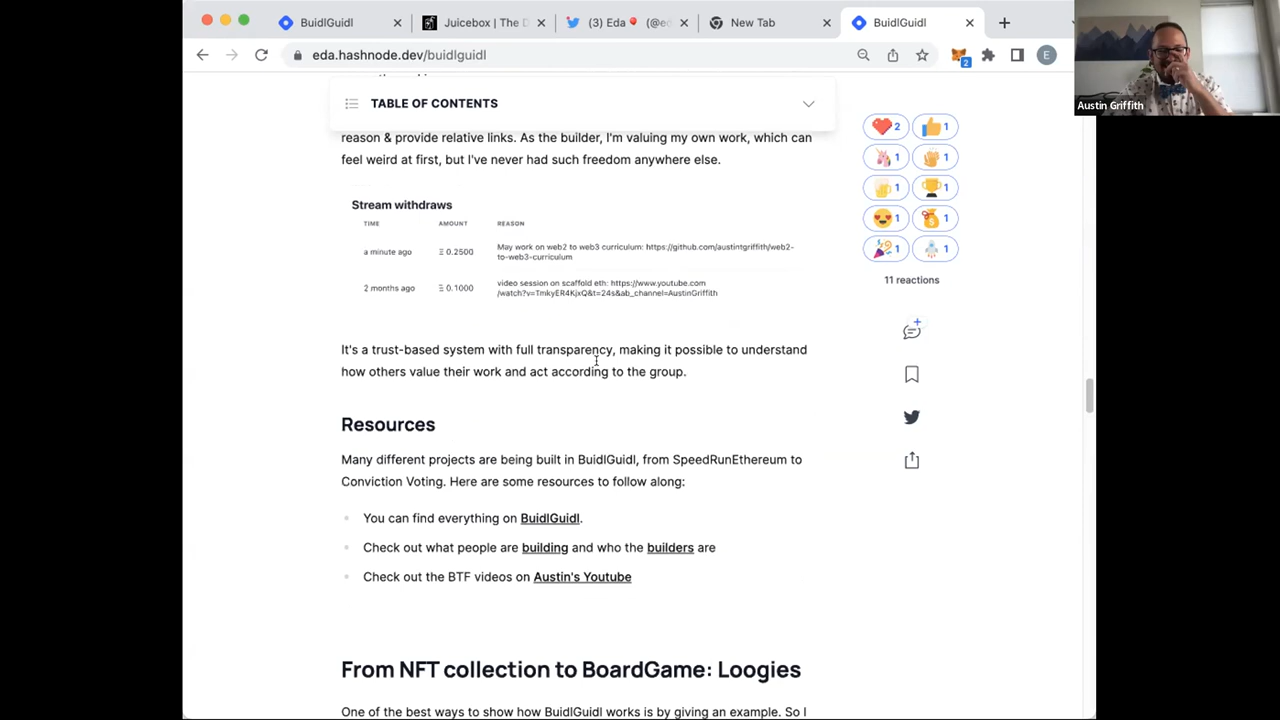 BuidlGuidl
Juicebox | The D
(3) Eda
(@e
New Tab
BuidlGuidl
eda.hashnode.dev/buidlguidl
2
E
Austin Griffith
TABLE OF CONTENTS
reason & provide relative links. As the builder, I'm valuing my own work, which can
feel weird at first, but I've never had such freedom anywhere else.
Stream withdraws
TIME AMOUNT REASON
a minute ago Ξ 0.2500 May work on web2 to web3 curriculum: https://github.com/austintgriffith/web2-
to-web3-curriculum
2 months ago Ξ 0.1000 video session on scaffold eth: https://www.youtube.com
/watch?v=TmkyER4KjxQ&t=24s&ab_channel=AustinGriffith
It's a trust-based system with full transparency, making it possible to understand
how others value their work and act according to the group.
Resources
Many different projects are being built in BuidlGuidl, from SpeedRunEthereum to
Conviction Voting. Here are some resources to follow along:
You can find everything on BuidlGuidl.
Check out what people are building and who the builders are
Check out the BTF videos on Austin's Youtube
From NFT collection to BoardGame: Loogies
One of the best ways to show how BuidlGuidl works is by giving an example. So I
2
1
1
1
1
1
1
1
1
1
11 reactions